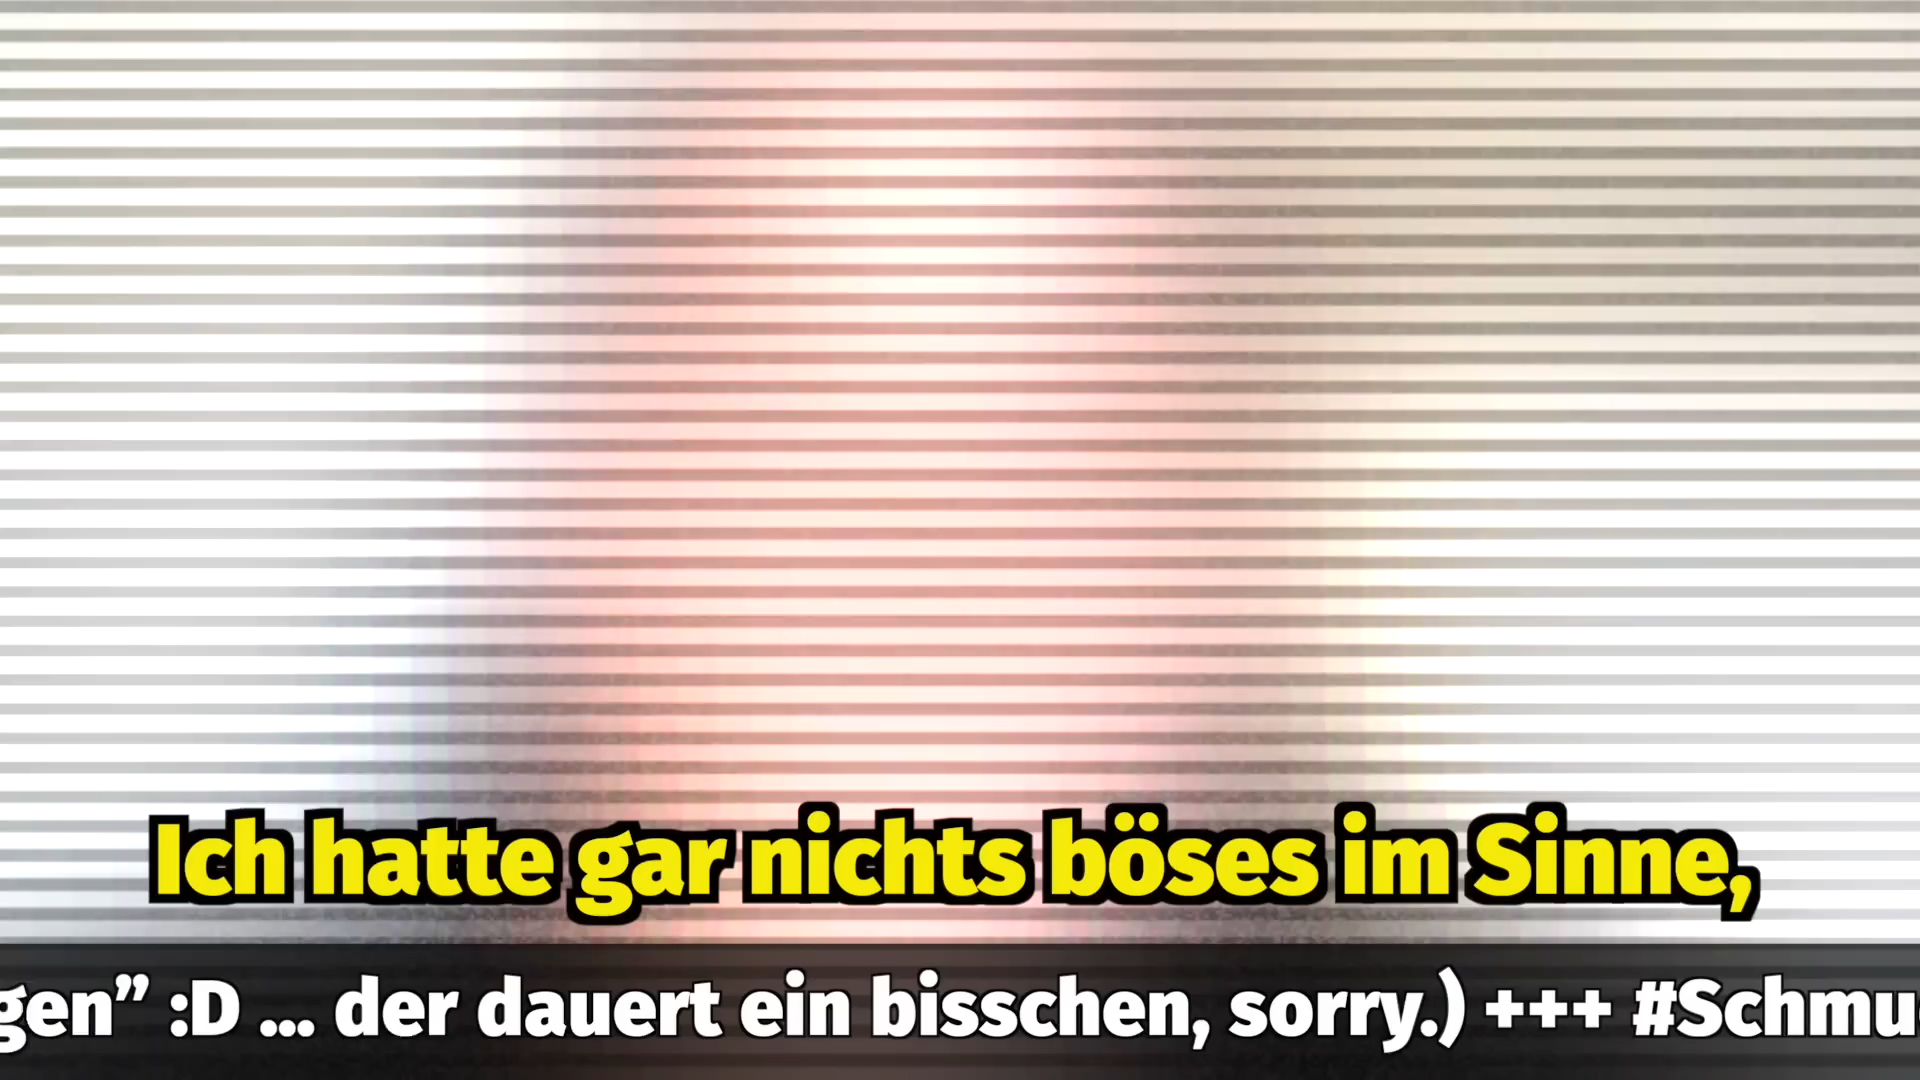 Ich hatte gar nichts böses im Sinne,
gen” :D ... der dauert ein bisschen, sorry.) +++ #Schmu